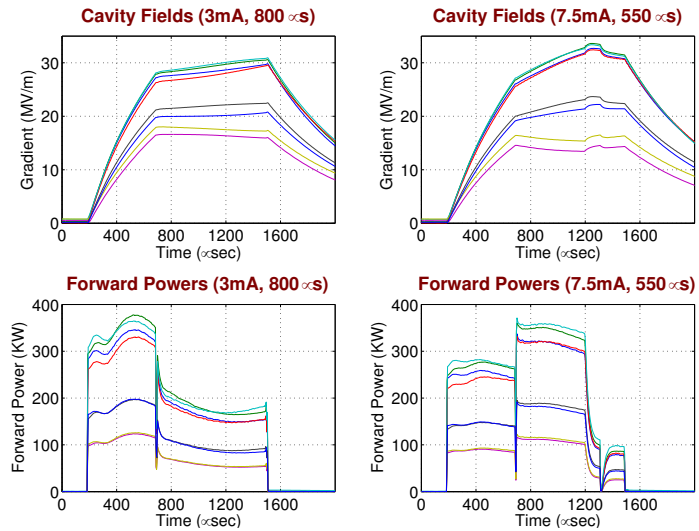 Cavity Fields (3mA, 800 ∝s)
Gradient (MV/m)
30
20
10
0
0 400 800 1200 1600
Time (∝sec)
Cavity Fields (7.5mA, 550 ∝s)
Gradient (MV/m)
30
20
10
0
0 400 800 1200 1600
Time (∝sec)
Forward Powers (3mA, 800 ∝s)
Forward Power (KW)
400
300
200
100
0
0 400 800 1200 1600
Time (∝sec)
Forward Powers (7.5mA, 550 ∝s)
Forward Power (KW)
400
300
200
100
0
0 400 800 1200 1600
Time (∝sec)